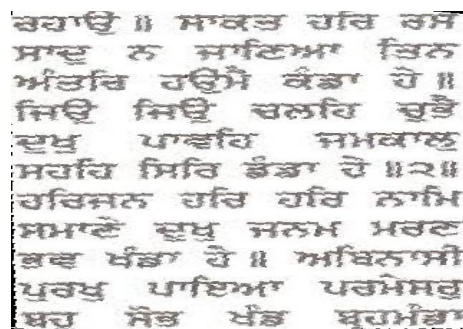 ਰਹਾਉ ॥ ਸਾਕਤ ਹਰਿ ਰਸ
ਸਾਦੁ ਨ ਜਾਣਿਆ ਤਿਨ
ਅੰਤਰਿ ਹਉਮੈ ਕੰਡਾ ਹੇ ॥
ਜਿਉ ਜਿਉ ਚਲਹਿ ਚੁਭੈ
ਦੁਖੁ ਪਾਵਹਿ ਜਮਕਾਲੁ
ਸਹਹਿ ਸਿਰਿ ਡੰਡਾ ਹੇ ॥੨॥
ਹਰਿਜਨ ਹਰਿ ਹਰਿ ਨਾਮਿ
ਸਮਾਣੇ ਦੁਖੁ ਜਨਮ ਮਰਣ
ਭਵ ਖੰਡਾ ਹੇ ॥ ਅਬਿਨਾਸੀ
ਪੁਰਖੁ ਪਾਇਆ ਪਰਮੇਸਰੁ
ਬਹੁ ਸੋਭ ਖੰਡ ਬ੍ਰਹਮੰਡਾ